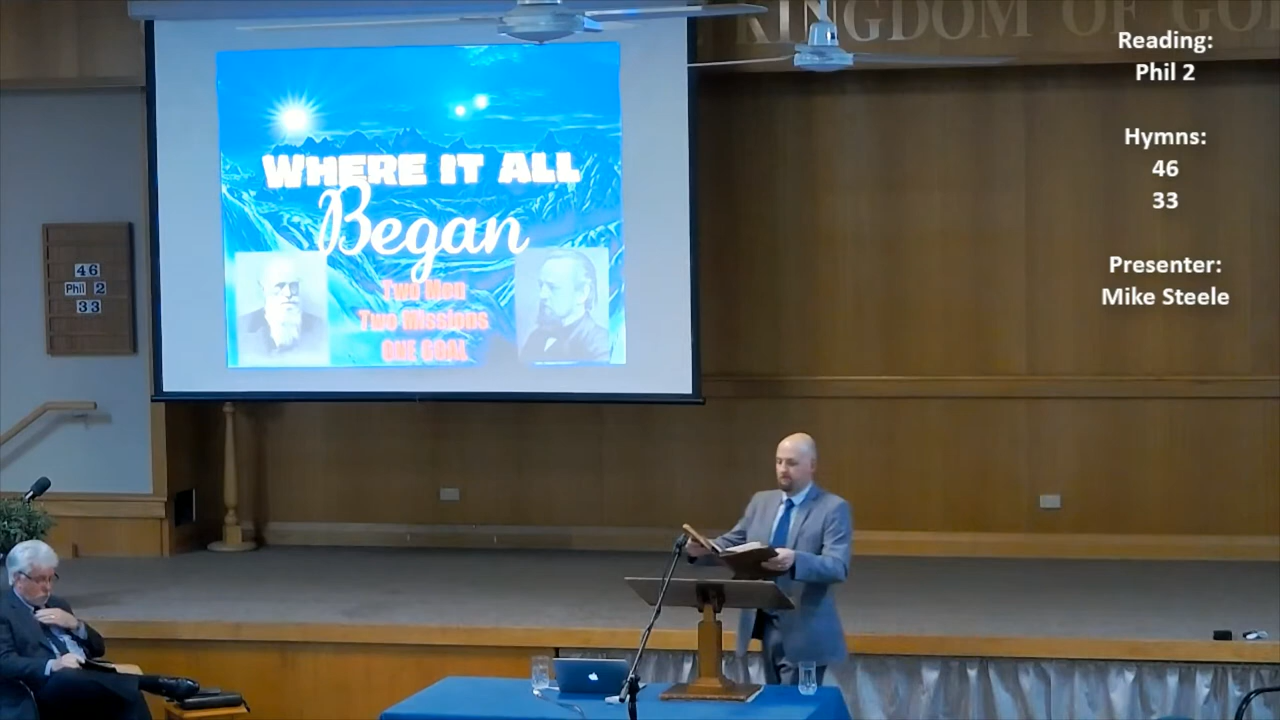 KINGDOM OF GO
WHERE IT ALL
Began
Two Men
Two Missions
ONE GOAL
46
Phil 2
33
Reading:
Phil 2
Hymns:
46
33
Presenter:
Mike Steele